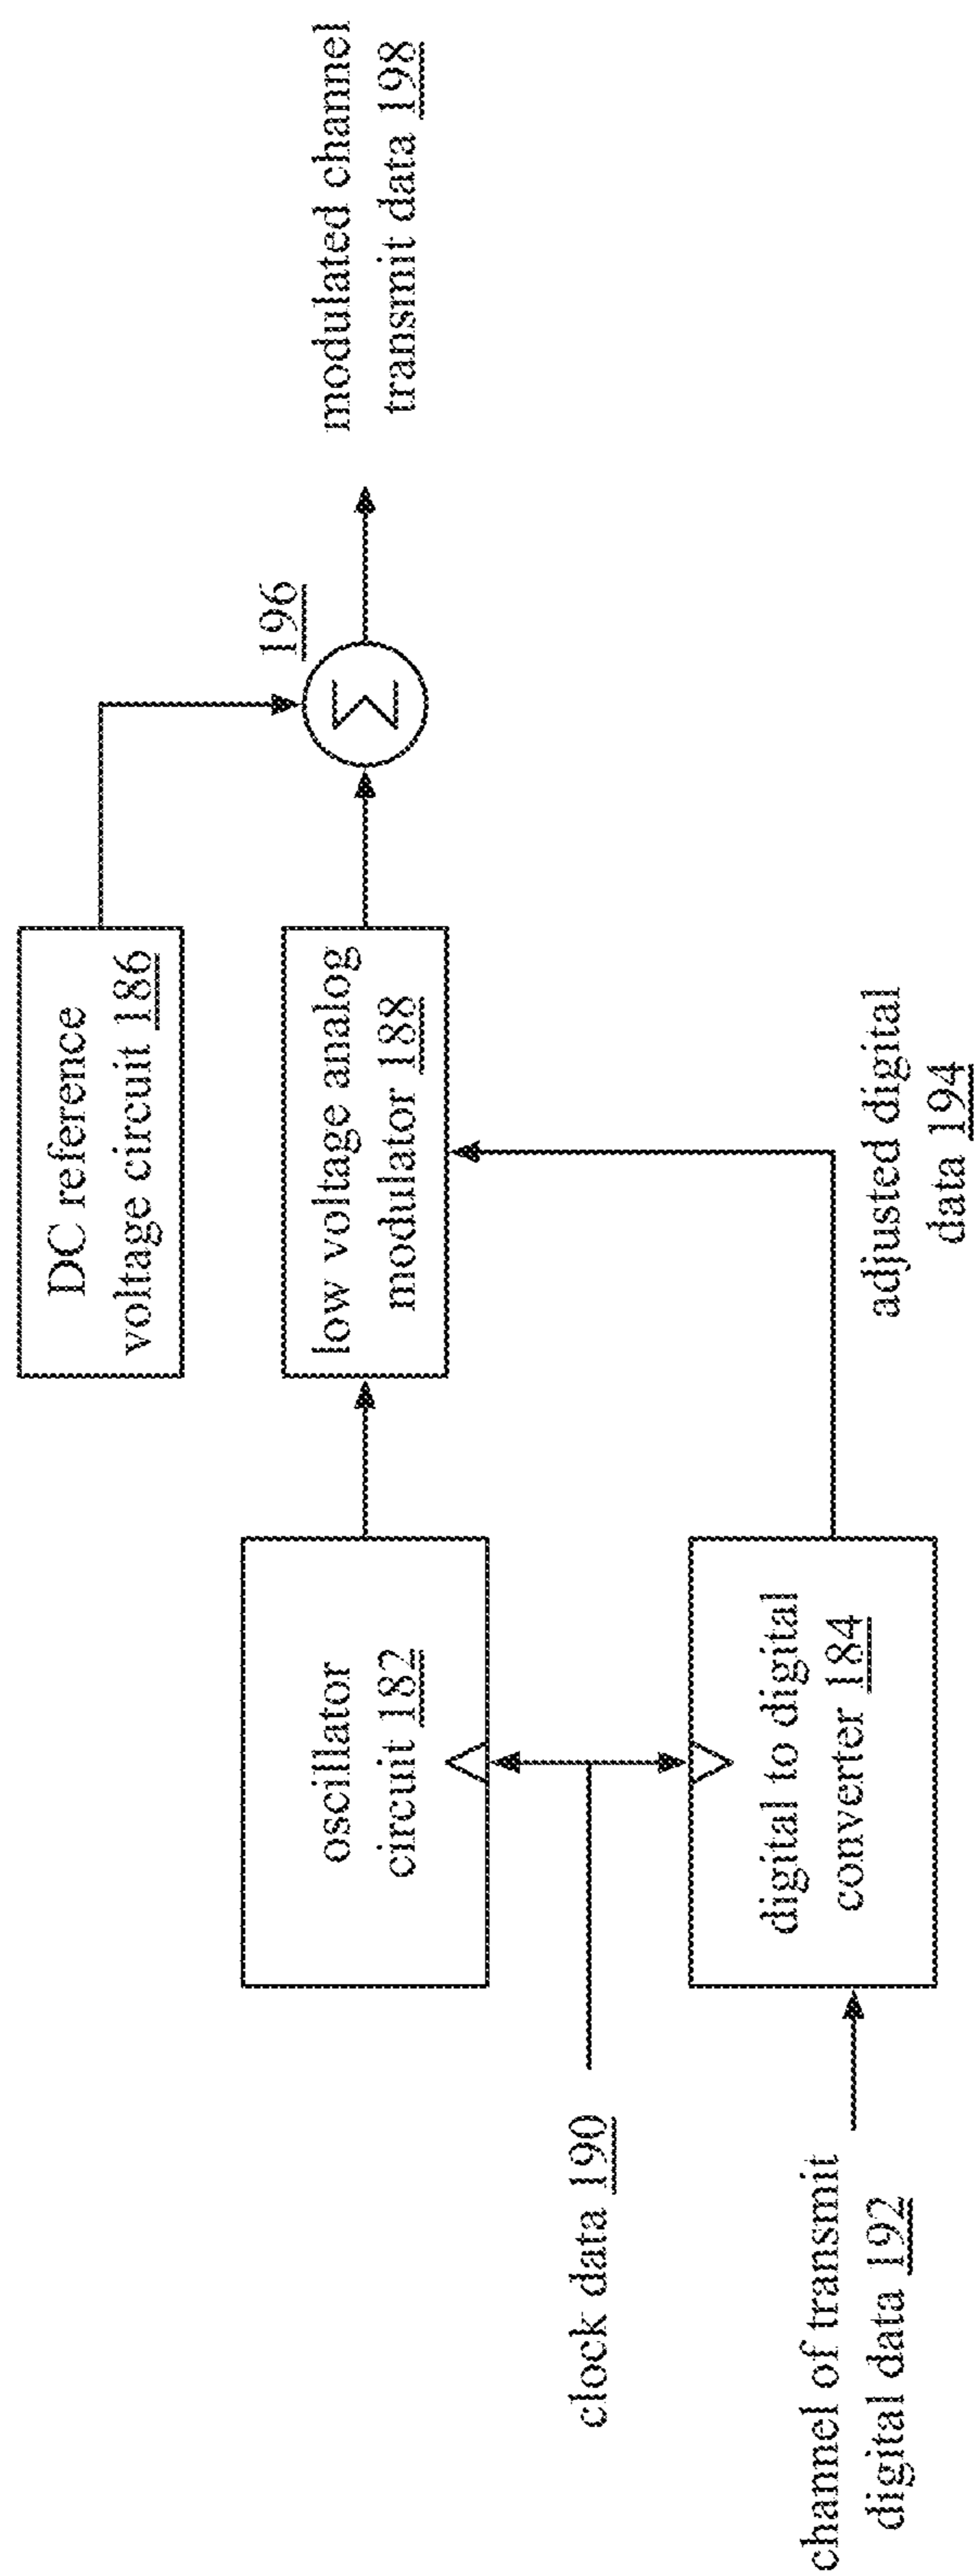 DC reference
voltage circuit 186
196
oscillator
circuit 182
low voltage analog
modulator 188
Σ
modulated channel
transmit data 198
clock data 190
channel of transmit
digital data 192
digital to digital
converter 184
adjusted digital
data 194